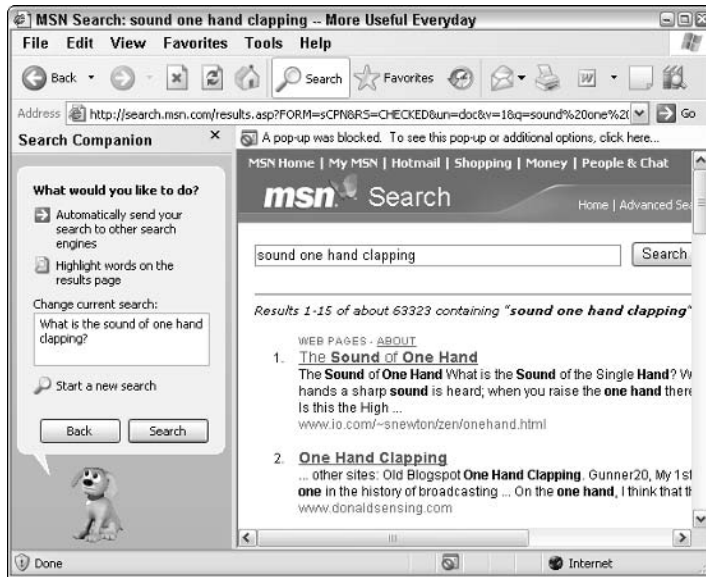 MSN Search: sound one hand clapping -- More Useful Everyday
File Edit View Favorites Tools Help
Back Search Favorites
Address http://search.msn.com/results.asp?FORM=sCPN&RS=CHECKED&un=doc&v=1&q=sound%20one%20( Go
Search Companion ×
A pop-up was blocked. To see this pop-up or additional options, click here...
What would you like to do?
Automatically send your
search to other search
engines
Highlight words on the
results page
Change current search:
What is the sound of one hand
clapping?
Start a new search
Back Search
MSN Home | My MSN | Hotmail | Shopping | Money | People & Chat
msn Search
Home | Advanced Sea
sound one hand clapping Search
Results 1-15 of about 63323 containing "sound one hand clapping"
WEB PAGES - ABOUT
1. The Sound of One Hand
The Sound of One Hand What is the Sound of the Single Hand? W
hands a sharp sound is heard; when you raise the one hand there
Is this the High ...
www.io.com/~snewton/zen/onehand.html
2. One Hand Clapping
... other sites: Old Blogspot One Hand Clapping. Gunner20, My 1st
one in the history of broadcasting ... On the one hand, I think that th
www.donaldsensing.com
Done Internet